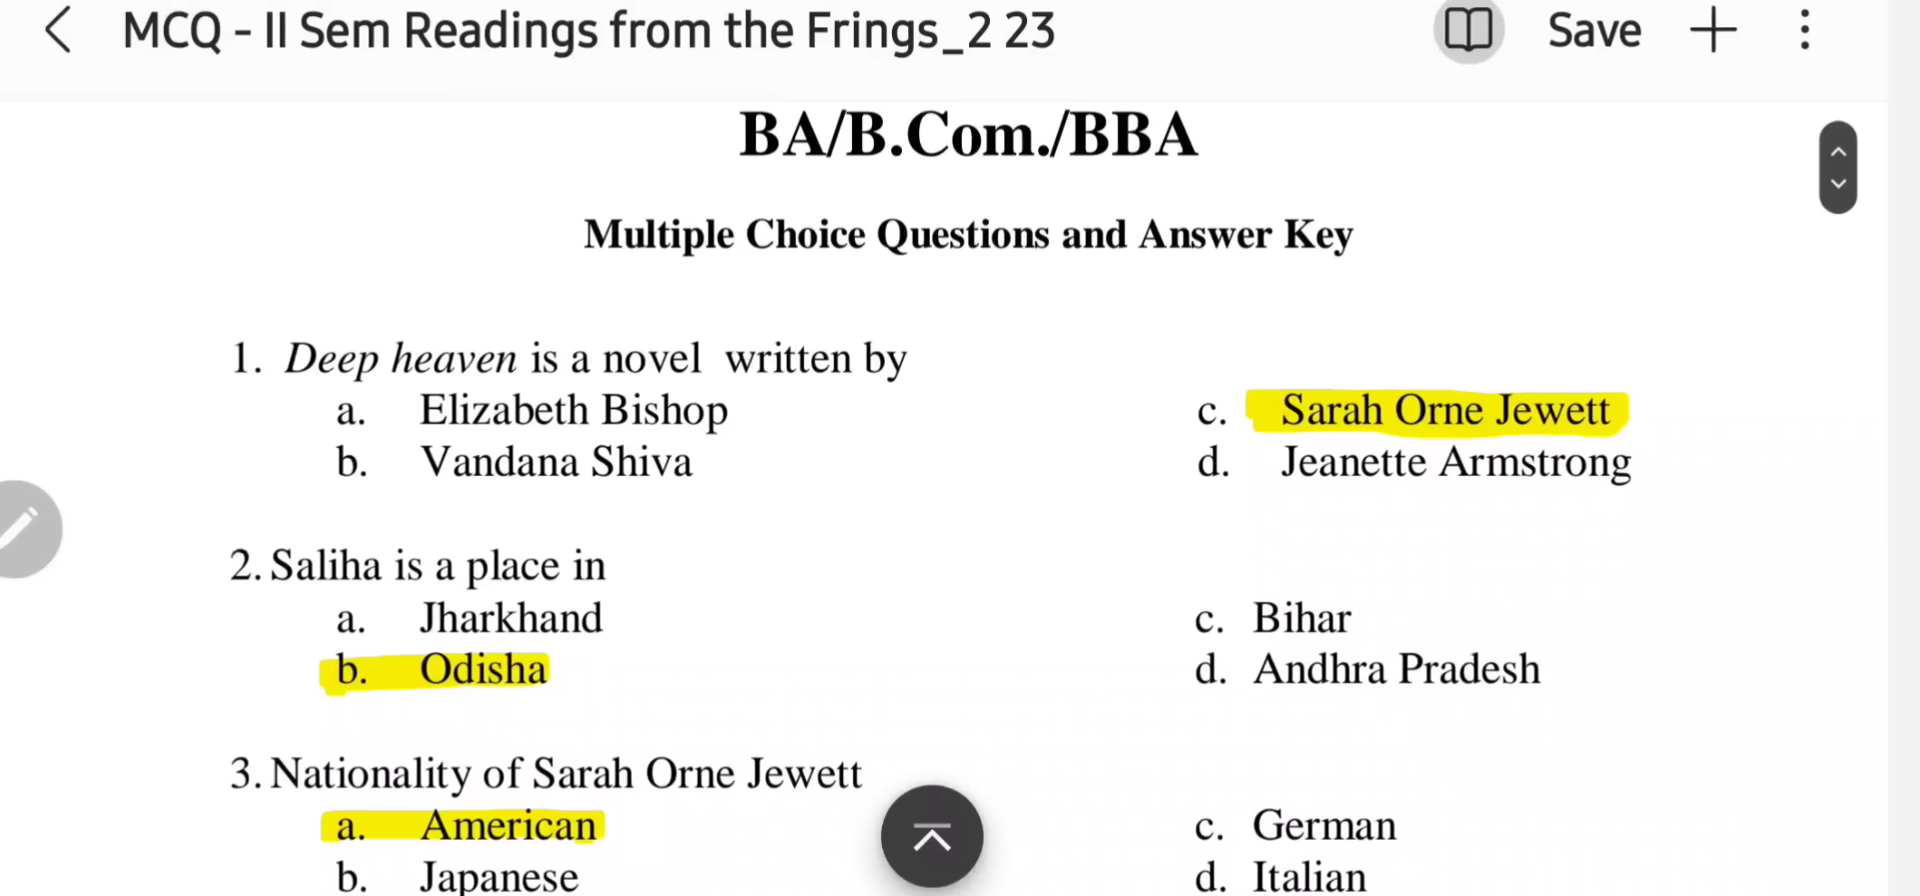 MCQ - II Sem Readings from the Frings_2 23 Save
BA/B.Com./BBA
Multiple Choice Questions and Answer Key
1. Deep heaven is a novel written by
a. Elizabeth Bishop c. Sarah Orne Jewett
b. Vandana Shiva d. Jeanette Armstrong
2. Saliha is a place in
a. Jharkhand c. Bihar
b. Odisha d. Andhra Pradesh
3. Nationality of Sarah Orne Jewett
a. American c. German
b. Japanese d. Italian